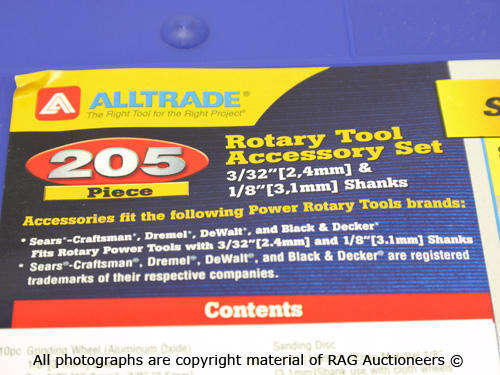 ALLTRADE®
The Right Tool for the Right Project®
205
Piece
Rotary Tool
Accessory Set
3/32"[2,4mm] &
1/8"[3,1mm] Shanks
Accessories fit the following Power Rotary Tools brands:
* Sears®-Craftsman®, Dremel®, DeWalt®, and Black & Decker®
Fits Rotary Power Tools with 3/32"[2.4mm] and 1/8"[3.1mm] Shanks
* Sears®-Craftsman®, Dremel®, DeWalt®, and Black & Decker® are registered
trademarks of their respective companies.
Contents
10pc Grinding Wheel (Aluminum Oxide)
Sanding Disc
All photographs are copyright material of RAG Auctioneers ©